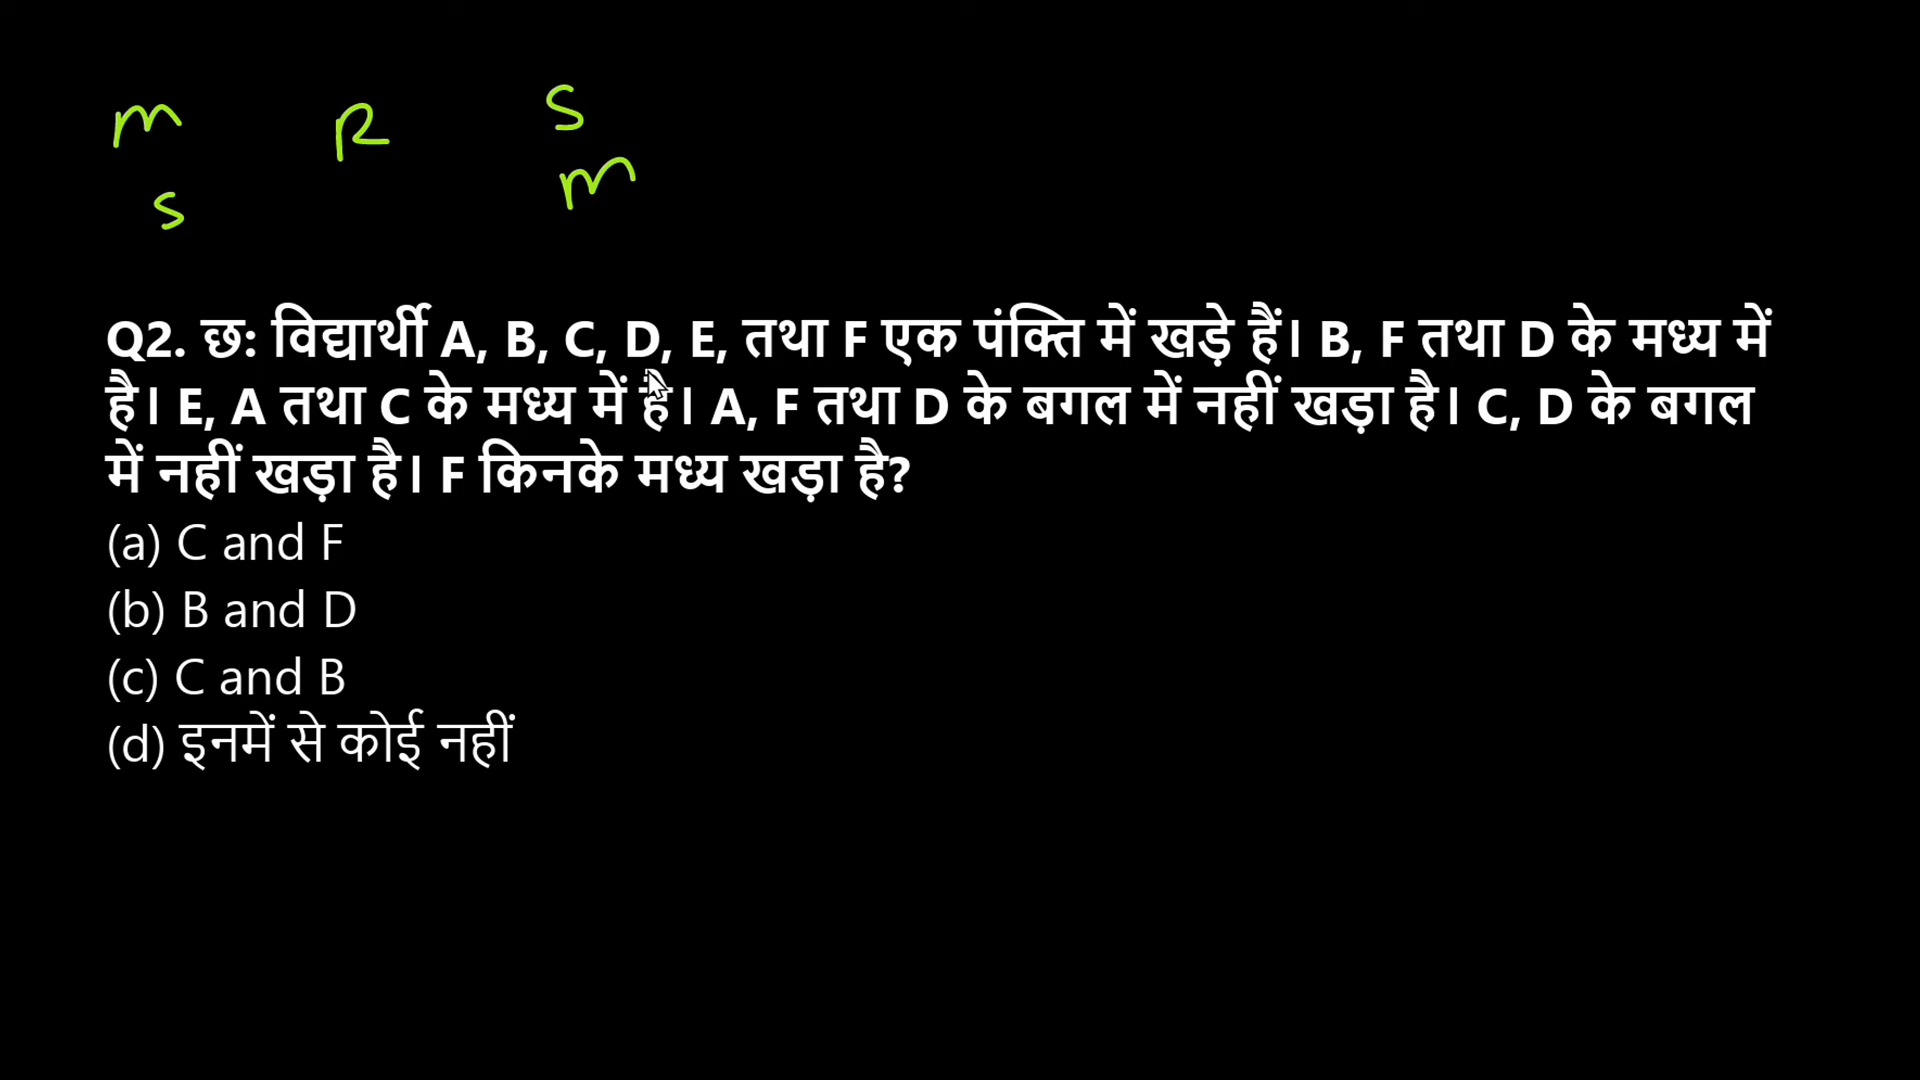 m R s
s m
Q2. छ: विद्यार्थी A, B, C, D, E, तथा F एक पंक्ति में खड़े हैं। B, F तथा D के मध्य में
है। E, A तथा C के मध्य में है। A, F तथा D के बगल में नहीं खड़ा है। C, D के बगल
में नहीं खड़ा है। F किनके मध्य खड़ा है?
(a) C and F
(b) B and D
(c) C and B
(d) इनमें से कोई नहीं